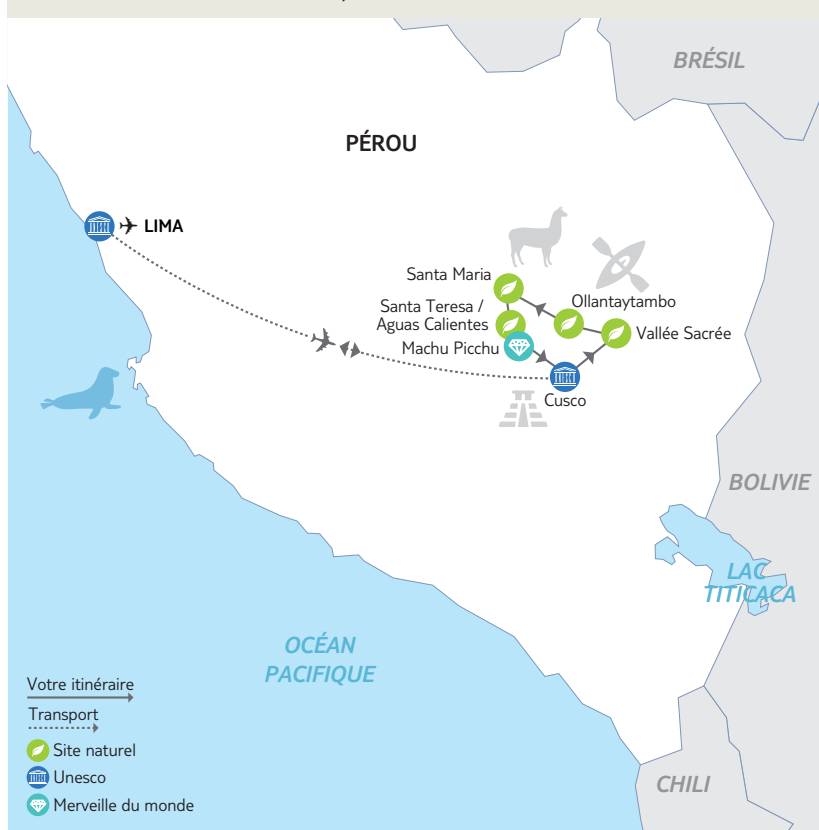 BRÉSIL
PÉROU
LIMA
Santa Maria
Ollantaytambo
Santa Teresa /
Aguas Calientes
Vallée Sacrée
Machu Picchu
Cusco
BOLIVIE
LAC
TITICACA
OCÉAN
PACIFIQUE
Votre itinéraire
Transport
Site naturel
Unesco
Merveille du monde
CHILI